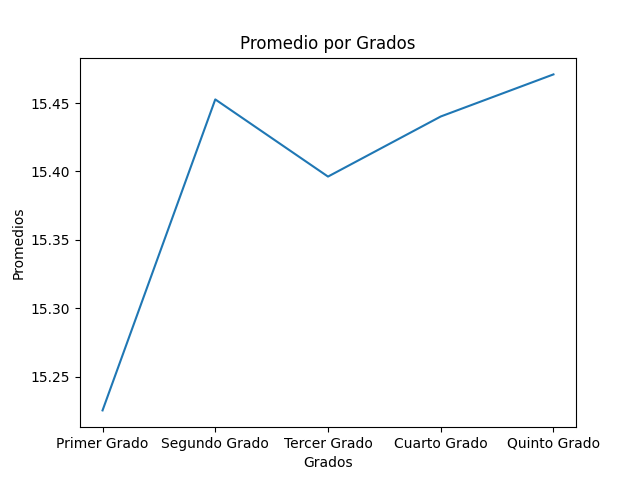 Promedio por Grados
Promedios
15.45
15.40
15.35
15.30
15.25
Primer Grado
Segundo Grado
Tercer Grado
Cuarto Grado
Quinto Grado
Grados